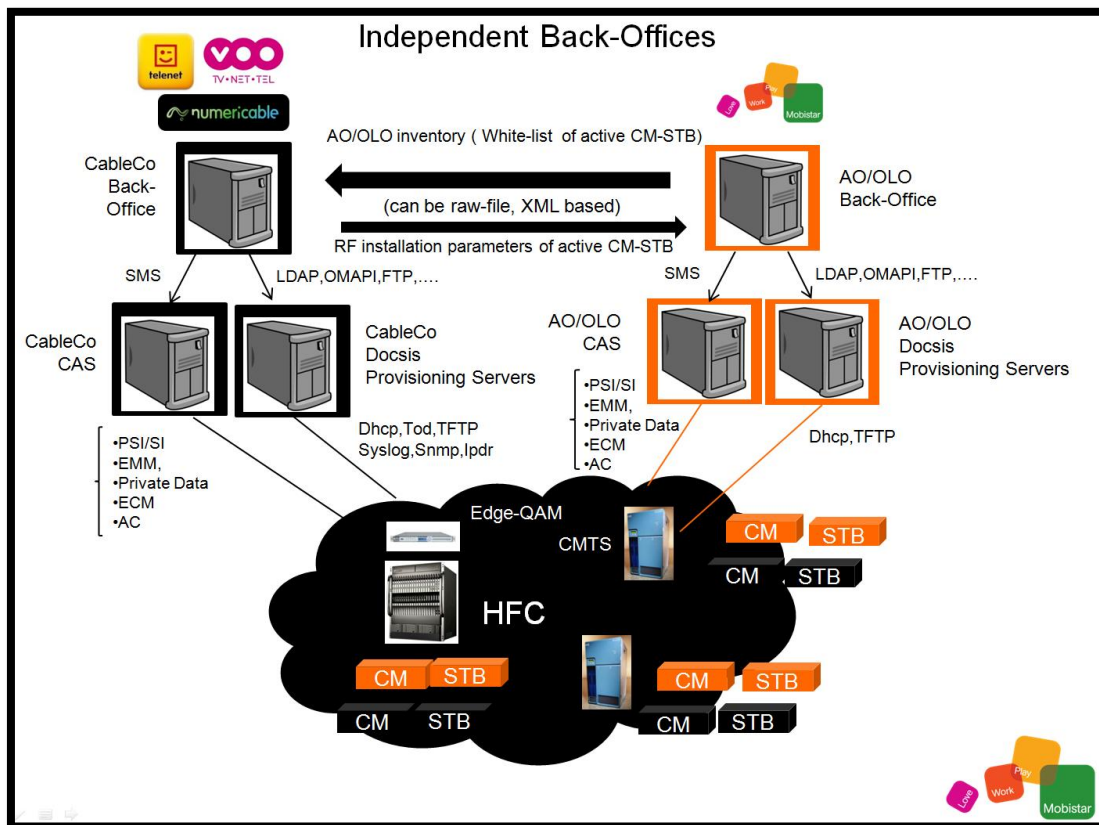 Independent Back-Offices
telenet
VOO
TV•NET•TEL
numericable
Love
Work
Play
Mobistar
AO/OLO inventory ( White-list of active CM-STB)
CableCo
Back-
Office
AO/OLO
Back-Office
(can be raw-file, XML based)
RF installation parameters of active CM-STB
SMS
LDAP,OMAPI,FTP,....
SMS
LDAP,OMAPI,FTP,....
CableCo
CAS
CableCo
Docsis
Provisioning Servers
AO/OLO
CAS
AO/OLO
Docsis
Provisioning Servers
•PSI/SI
•EMM,
•Private Data
•ECM
•AC
Dhcp,Tod,TFTP
Syslog,Snmp,Ipdr
•PSI/SI
•EMM,
•Private Data
•ECM
•AC
Dhcp,TFTP
Edge-QAM
CMTS
CM
STB
CM
STB
HFC
CM
STB
CM
STB
CM
STB
CM
STB
Love
Work
Play
Mobistar